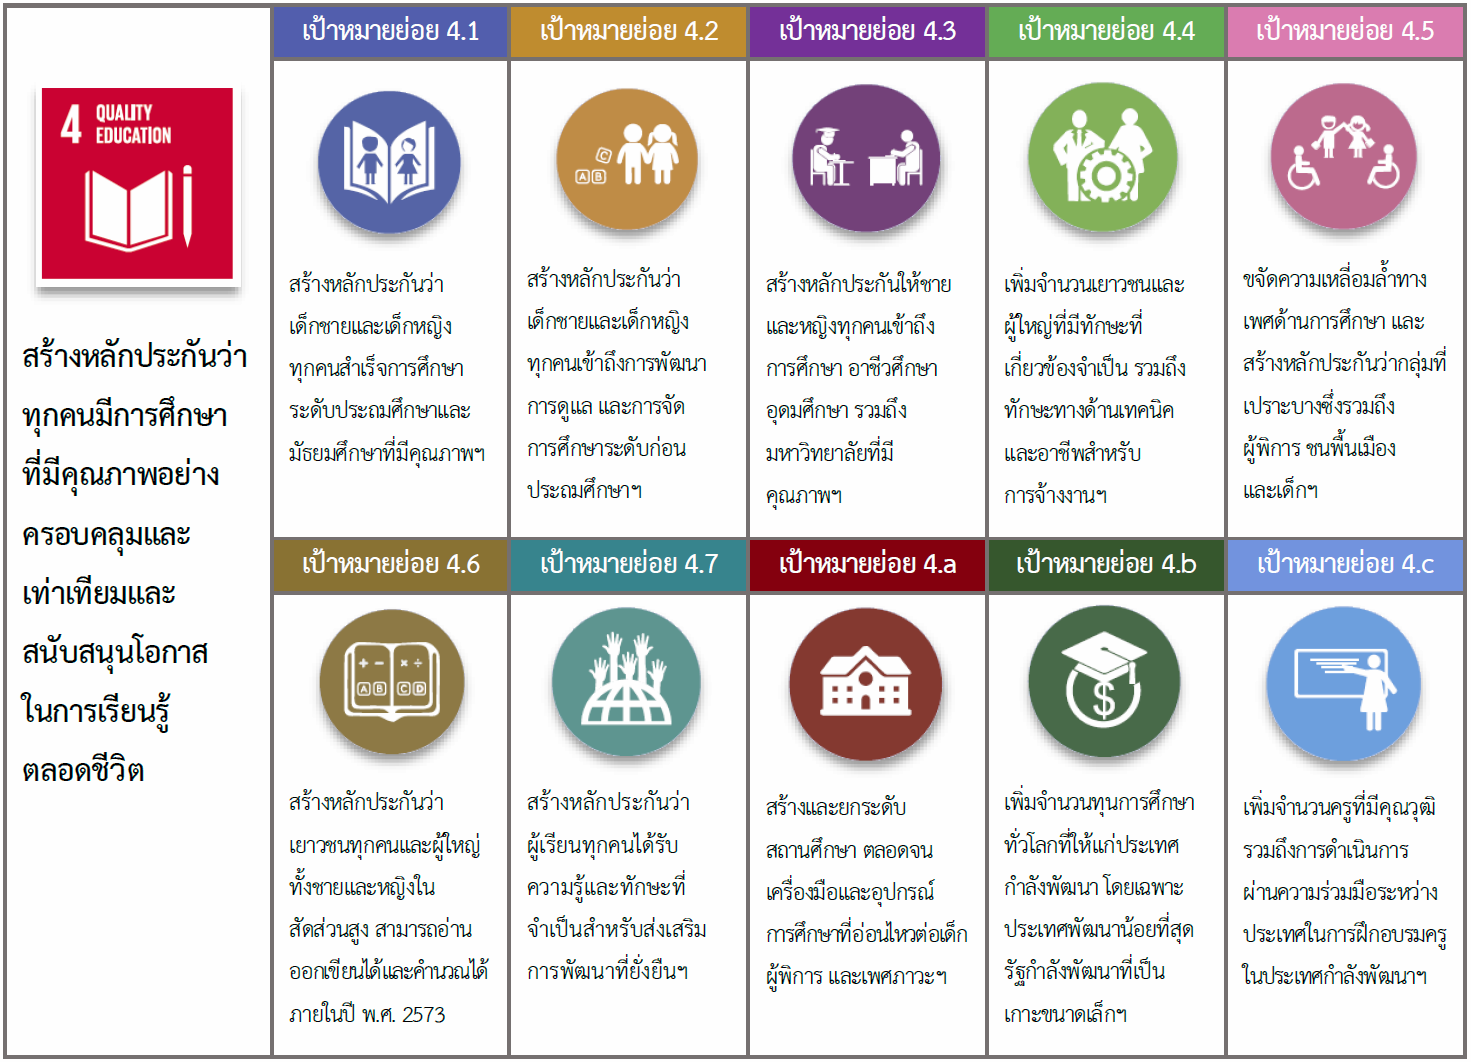 4 QUALITY
EDUCATION
สร้างหลักประกันว่า
ทุกคนมีการศึกษา
ที่มีคุณภาพอย่าง
ครอบคลุมและ
เท่าเทียมและ
สนับสนุนโอกาส
ในการเรียนรู้
ตลอดชีวิต
เป้าหมายย่อย 4.1
สร้างหลักประกันว่า
เด็กชายและเด็กหญิง
ทุกคนสำเร็จการศึกษา
ระดับประถมศึกษาและ
มัธยมศึกษาที่มีคุณภาพฯ
เป้าหมายย่อย 4.2
C
A B
สร้างหลักประกันว่า
เด็กชายและเด็กหญิง
ทุกคนเข้าถึงการพัฒนา
การดูแล และการจัด
การศึกษาระดับก่อน
ประถมศึกษาฯ
เป้าหมายย่อย 4.3
สร้างหลักประกันให้ชาย
และหญิงทุกคนเข้าถึง
การศึกษา อาชีวศึกษา
อุดมศึกษา รวมถึง
มหาวิทยาลัยที่มี
คุณภาพฯ
เป้าหมายย่อย 4.4
เพิ่มจำนวนเยาวชนและ
ผู้ใหญ่ที่มีทักษะที่
เกี่ยวข้องจำเป็น รวมถึง
ทักษะทางด้านเทคนิค
และอาชีพสำหรับ
การจ้างงานฯ
เป้าหมายย่อย 4.5
ขจัดความเหลื่อมล้ำทาง
เพศด้านการศึกษา และ
สร้างหลักประกันว่ากลุ่มที่
เปราะบางซึ่งรวมถึง
ผู้พิการ ชนพื้นเมือง
และเด็กฯ
เป้าหมายย่อย 4.6
+ − × ÷
A B C D
สร้างหลักประกันว่า
เยาวชนทุกคนและผู้ใหญ่
ทั้งชายและหญิงใน
สัดส่วนสูง สามารถอ่าน
ออกเขียนได้และคำนวณได้
ภายในปี พ.ศ. 2573
เป้าหมายย่อย 4.7
สร้างหลักประกันว่า
ผู้เรียนทุกคนได้รับ
ความรู้และทักษะที่
จำเป็นสำหรับส่งเสริม
การพัฒนาที่ยั่งยืนฯ
เป้าหมายย่อย 4.a
สร้างและยกระดับ
สถานศึกษา ตลอดจน
เครื่องมือและอุปกรณ์
การศึกษาที่อ่อนไหวต่อเด็ก
ผู้พิการ และเพศภาวะฯ
เป้าหมายย่อย 4.b
$
เพิ่มจำนวนทุนการศึกษา
ทั่วโลกที่ให้แก่ประเทศ
กำลังพัฒนา โดยเฉพาะ
ประเทศพัฒนาน้อยที่สุด
รัฐกำลังพัฒนาที่เป็น
เกาะขนาดเล็กฯ
เป้าหมายย่อย 4.c
เพิ่มจำนวนครูที่มีคุณวุฒิ
รวมถึงการดำเนินการ
ผ่านความร่วมมือระหว่าง
ประเทศในการฝึกอบรมครู
ในประเทศกำลังพัฒนาฯ